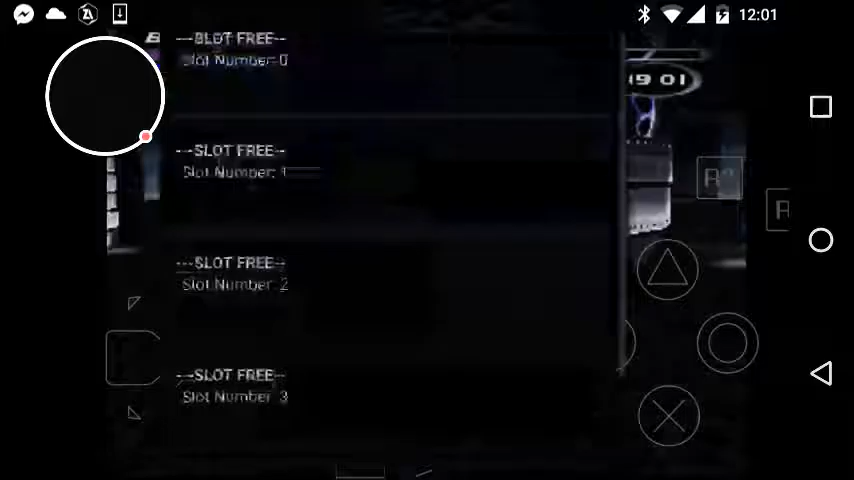 12:01
---SLOT FREE--
Slot Number: 0
19 01
---SLOT FREE--
Slot Number: 1
---SLOT FREE--
Slot Number: 2
---SLOT FREE--
Slot Number: 3